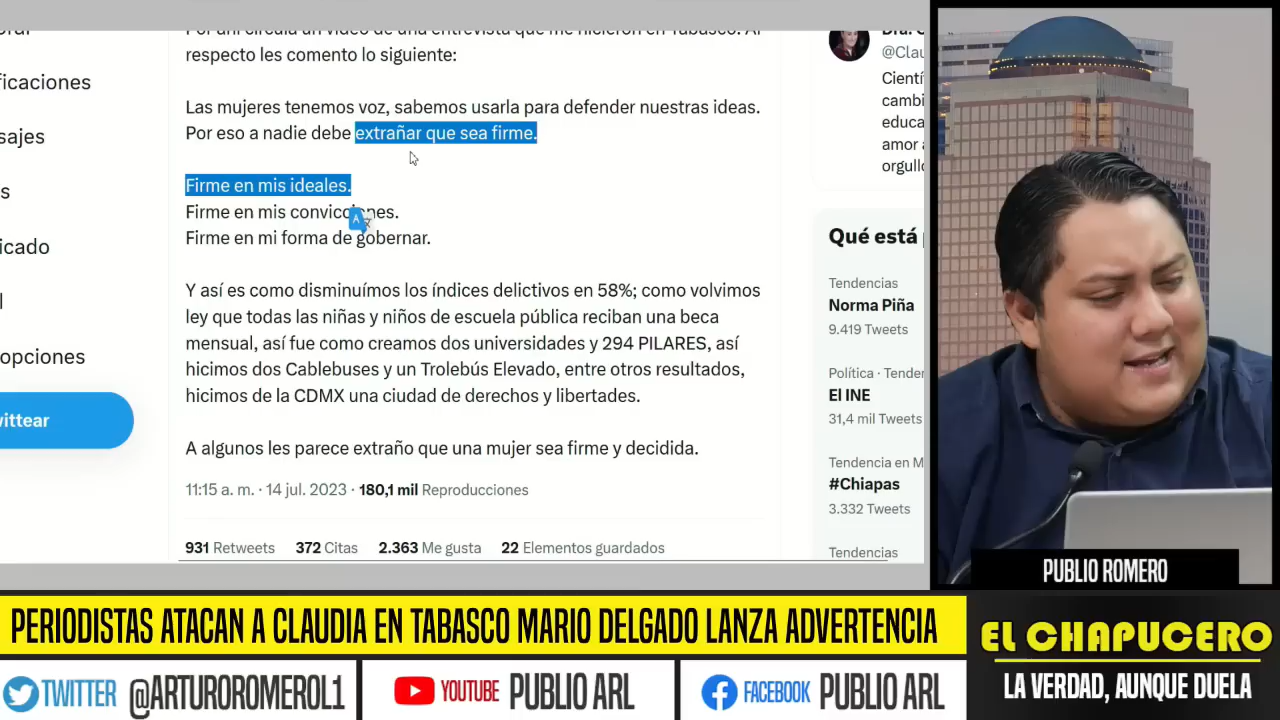 respecto les comento lo siguiente:
Las mujeres tenemos voz, sabemos usarla para defender nuestras ideas.
Por eso a nadie debe extrañar que sea firme.
Firme en mis ideales.
Firme en mis convicciones.
Firme en mi forma de gobernar.
Y así es como disminuímos los índices delictivos en 58%; como volvimos
ley que todas las niñas y niños de escuela pública reciban una beca
mensual, así fue como creamos dos universidades y 294 PILARES, así
hicimos dos Cablebuses y un Trolebús Elevado, entre otros resultados,
hicimos de la CDMX una ciudad de derechos y libertades.
A algunos les parece extraño que una mujer sea firme y decidida.
11:15 a. m. · 14 jul. 2023 · 180,1 mil Reproducciones
931 Retweets 372 Citas 2.363 Me gusta 22 Elementos guardados
ficaciones
sajes
s
icado
l
opciones
vittear
@Clau
Científ
cambi
educa
amor a
orgullo
Qué está
Tendencias
Norma Piña
9.419 Tweets
Política · Tender
El INE
31,4 mil Tweets
Tendencia en M
#Chiapas
3.332 Tweets
Tendencias
PUBLIO ROMERO
PERIODISTAS ATACAN A CLAUDIA EN TABASCO MARIO DELGADO LANZA ADVERTENCIA
EL CHAPUCERO
LA VERDAD, AUNQUE DUELA
TWITTER @ARTUROROMEROL1
YOUTUBE PUBLIO ARL
FACEBOOK PUBLIO ARL